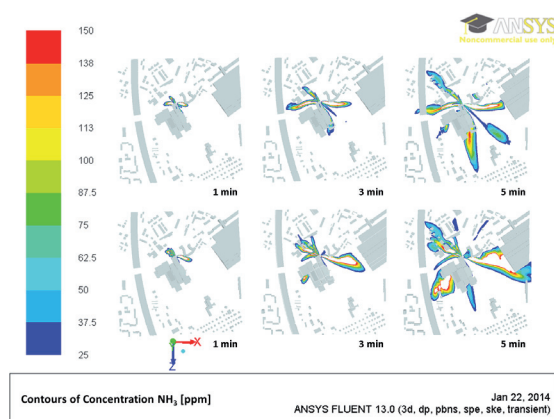 ANSYS
Noncommercial use only
150
138
125
113
100
87.5
75
62.5
50
37.5
25
1 min
3 min
5 min
1 min
3 min
5 min
X
Z
Contours of Concentration NH₃ [ppm]
Jan 22, 2014
ANSYS FLUENT 13.0 (3d, dp, pbns, spe, ske, transient)